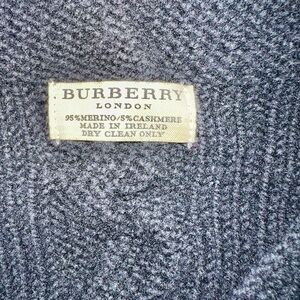 BURBERRY
LONDON
95%MERINO/5%CASHMERE
MADE IN IRELAND
DRY CLEAN ONLY